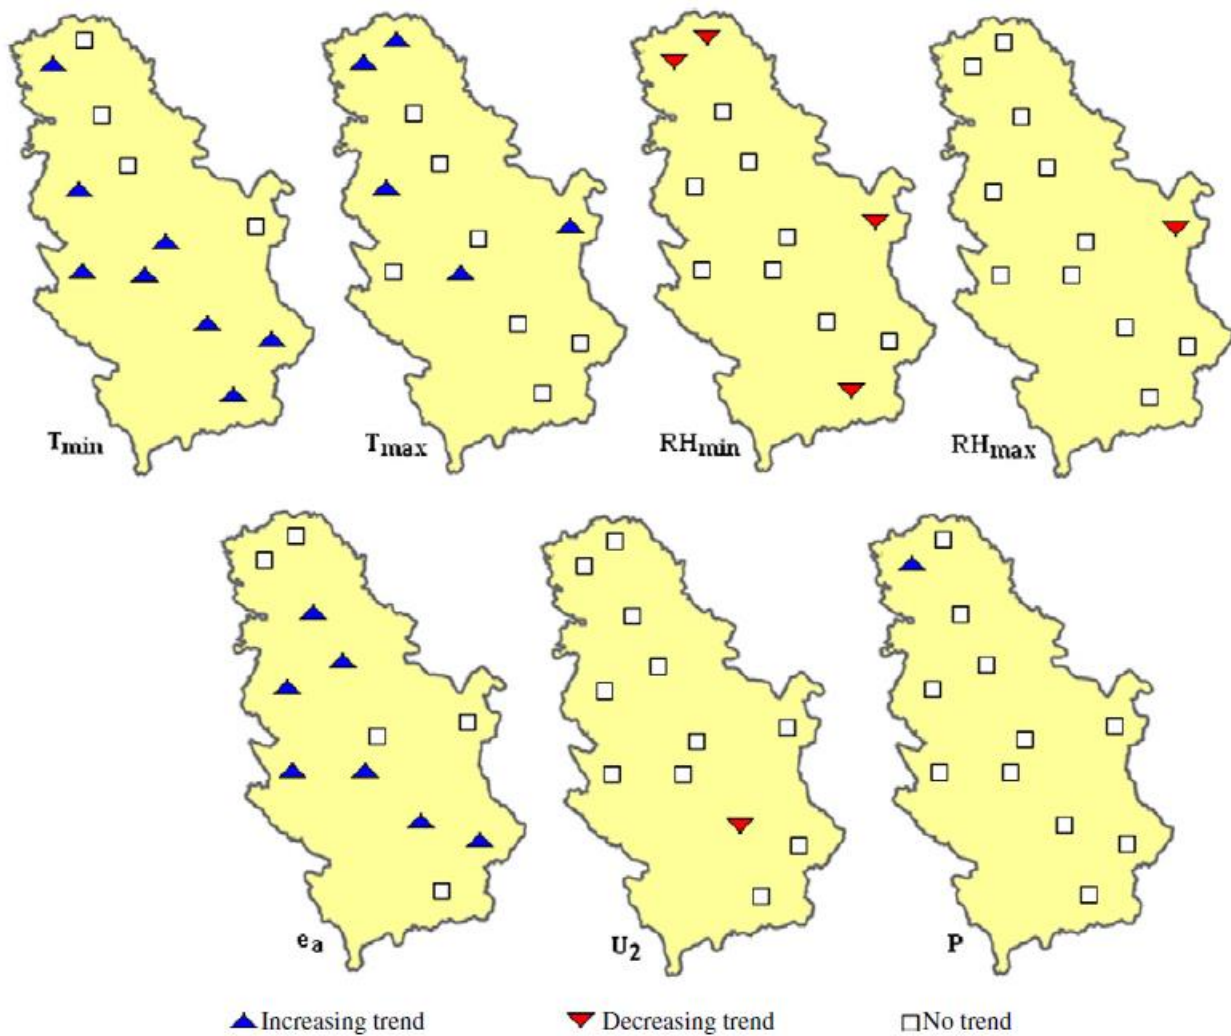 Tmin
Tmax
RHmin
RHmax
ea
U2
P
Increasing trend
Decreasing trend
No trend